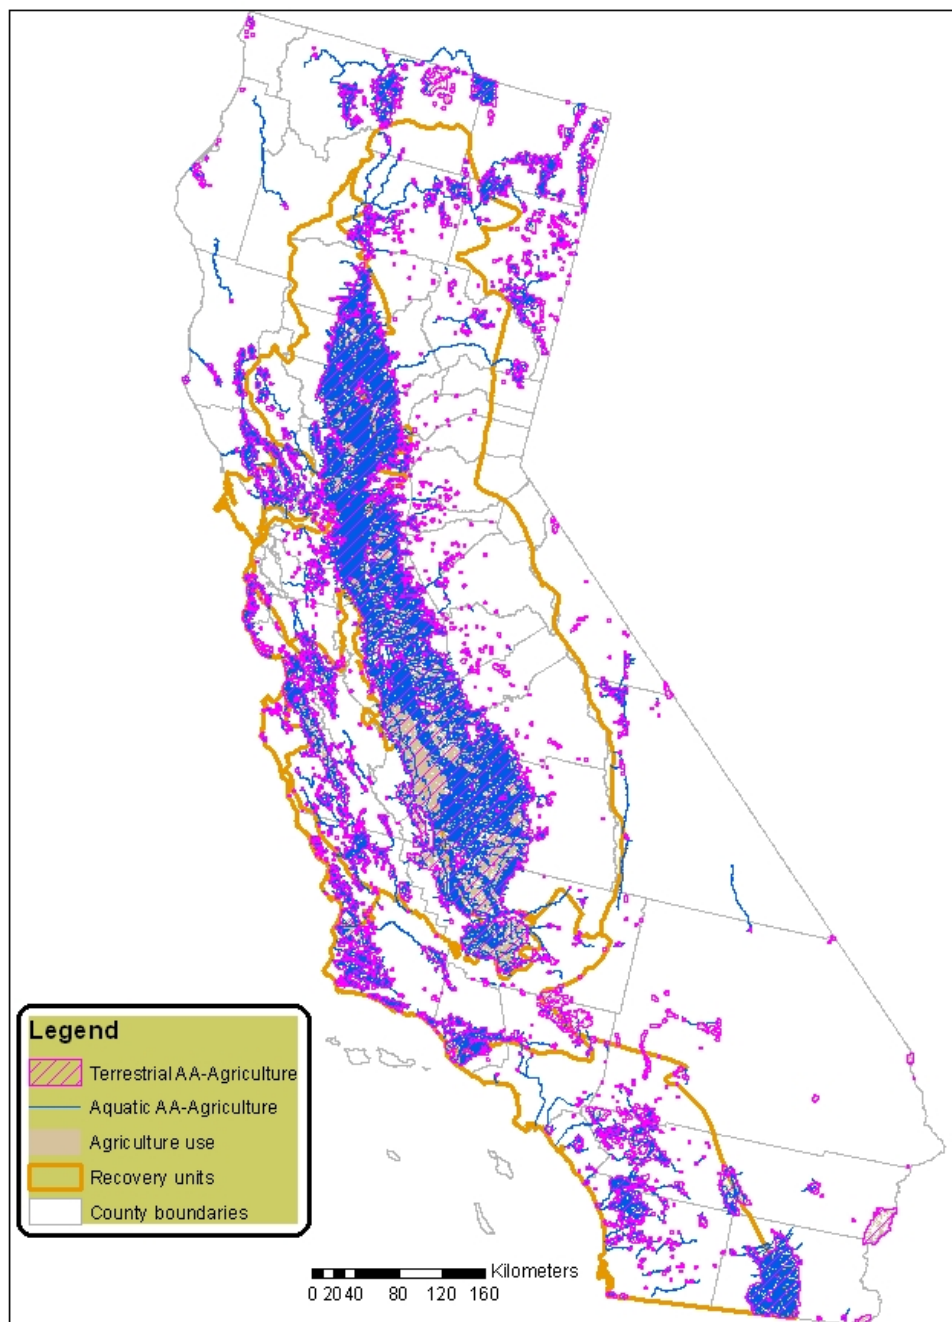 Legend
Terrestrial AA-Agriculture
Aquatic AA-Agriculture
Agriculture use
Recovery units
County boundaries
Kilometers
0 20 40 80 120 160